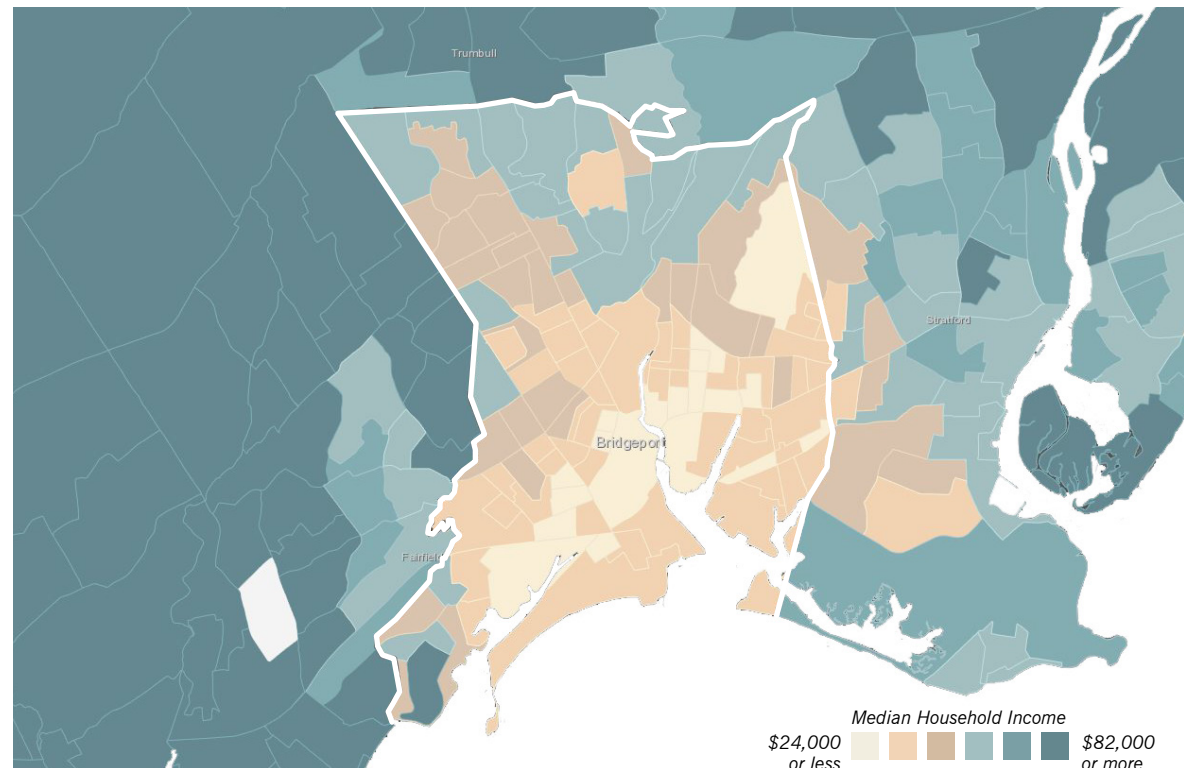 Trumbull
Stratford
Bridgeport
Fairfield
Median Household Income
$24,000
or less
$82,000
or more